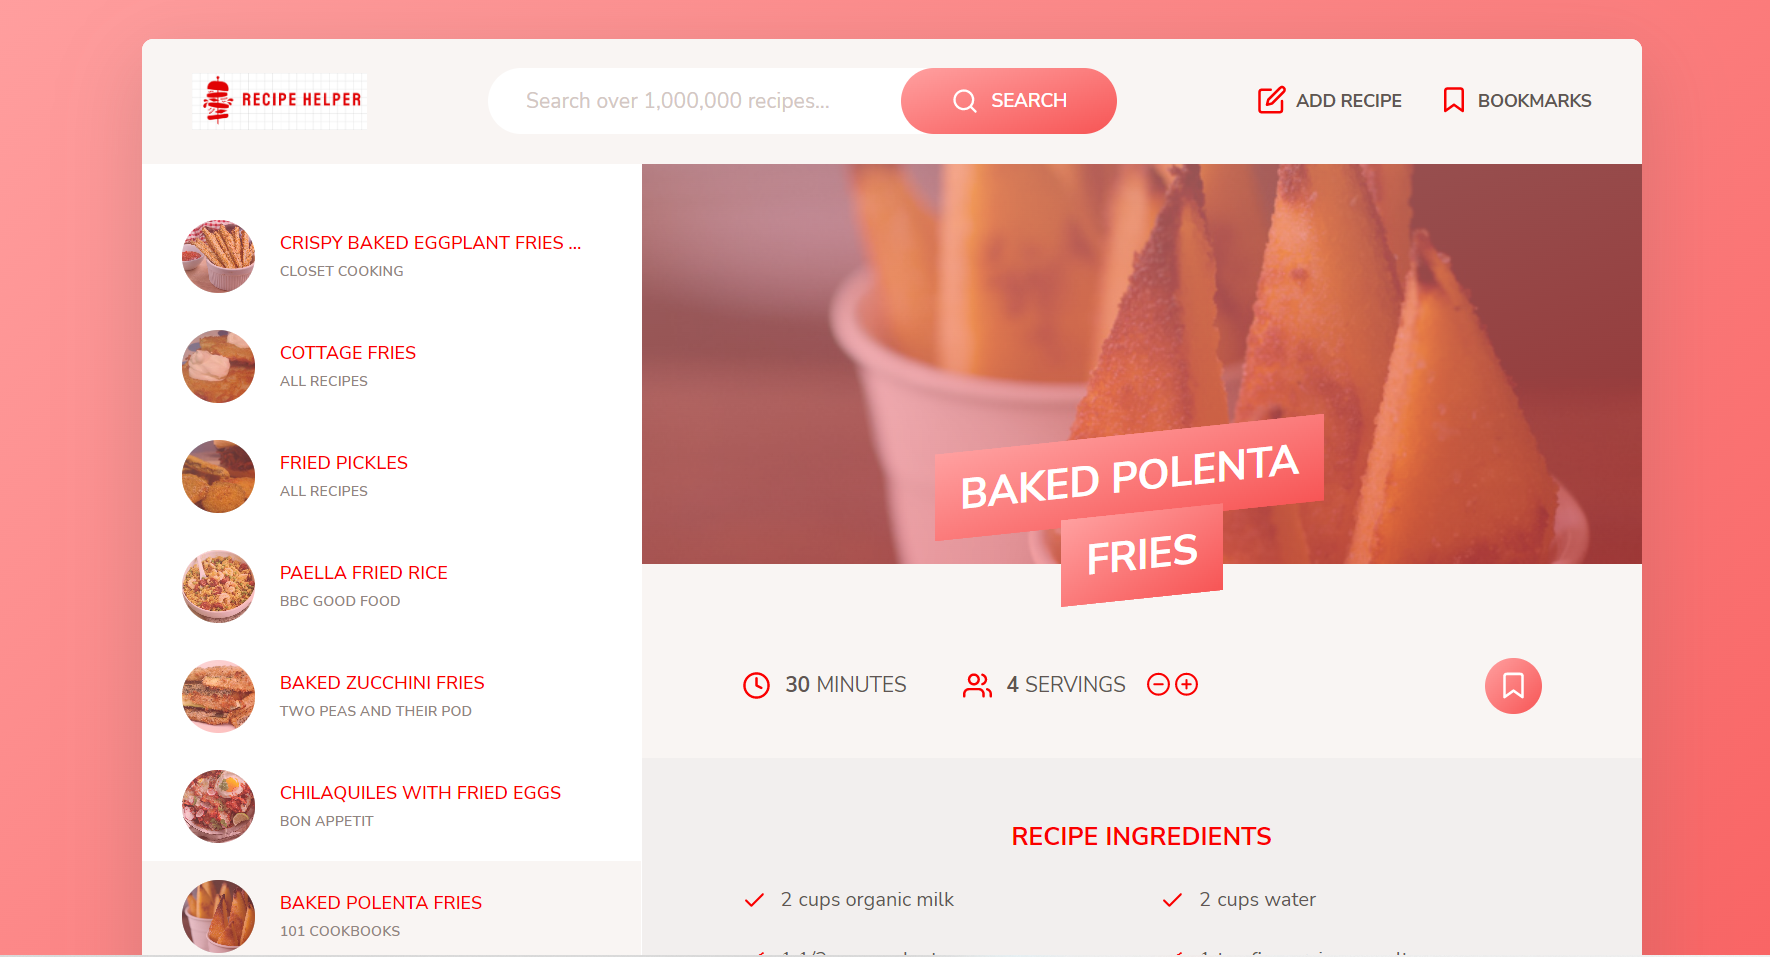 RECIPE HELPER
Search over 1,000,000 recipes...
SEARCH
ADD RECIPE
BOOKMARKS
CRISPY BAKED EGGPLANT FRIES ...
CLOSET COOKING
COTTAGE FRIES
ALL RECIPES
FRIED PICKLES
ALL RECIPES
PAELLA FRIED RICE
BBC GOOD FOOD
BAKED ZUCCHINI FRIES
TWO PEAS AND THEIR POD
CHILAQUILES WITH FRIED EGGS
BON APPETIT
BAKED POLENTA FRIES
101 COOKBOOKS
BAKED POLENTA
FRIES
30 MINUTES
4 SERVINGS
RECIPE INGREDIENTS
2 cups organic milk
2 cups water